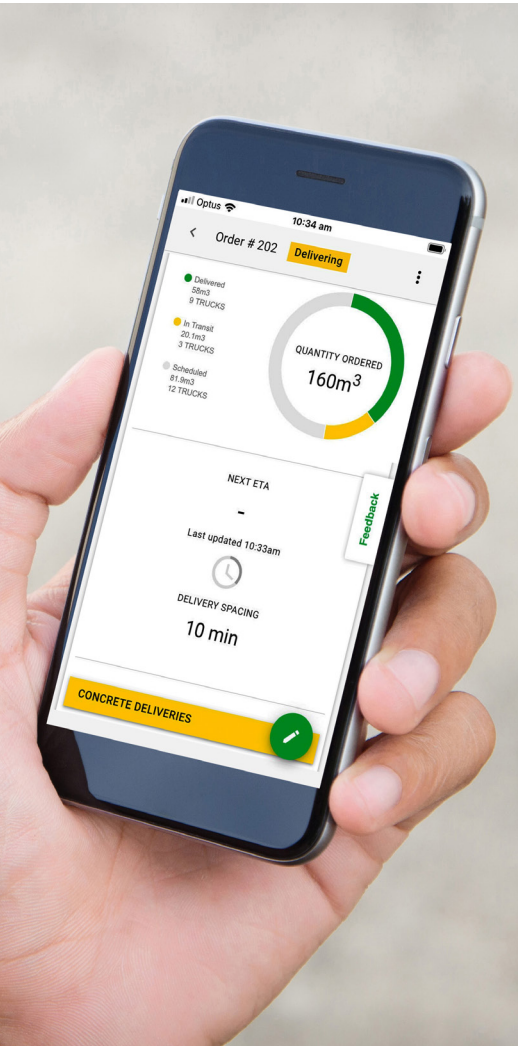 Optus
10:34 am
Order # 202 Delivering
Delivered
58m3
9 TRUCKS
In Transit
20.1m3
3 TRUCKS
Scheduled
81.9m3
12 TRUCKS
QUANTITY ORDERED
160m³
NEXT ETA
-
Last updated 10:33am
DELIVERY SPACING
10 min
Feedback
CONCRETE DELIVERIES